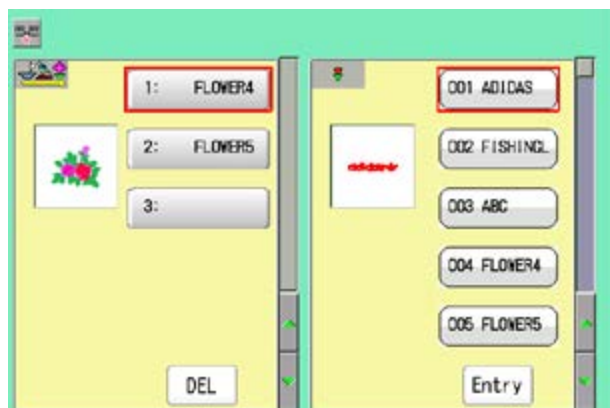 1: FLOWER4
2: FLOWER5
3:
DEL
001 ADIDAS
002 FISHINGL
003 ABC
004 FLOWER4
005 FLOWER5
Entry